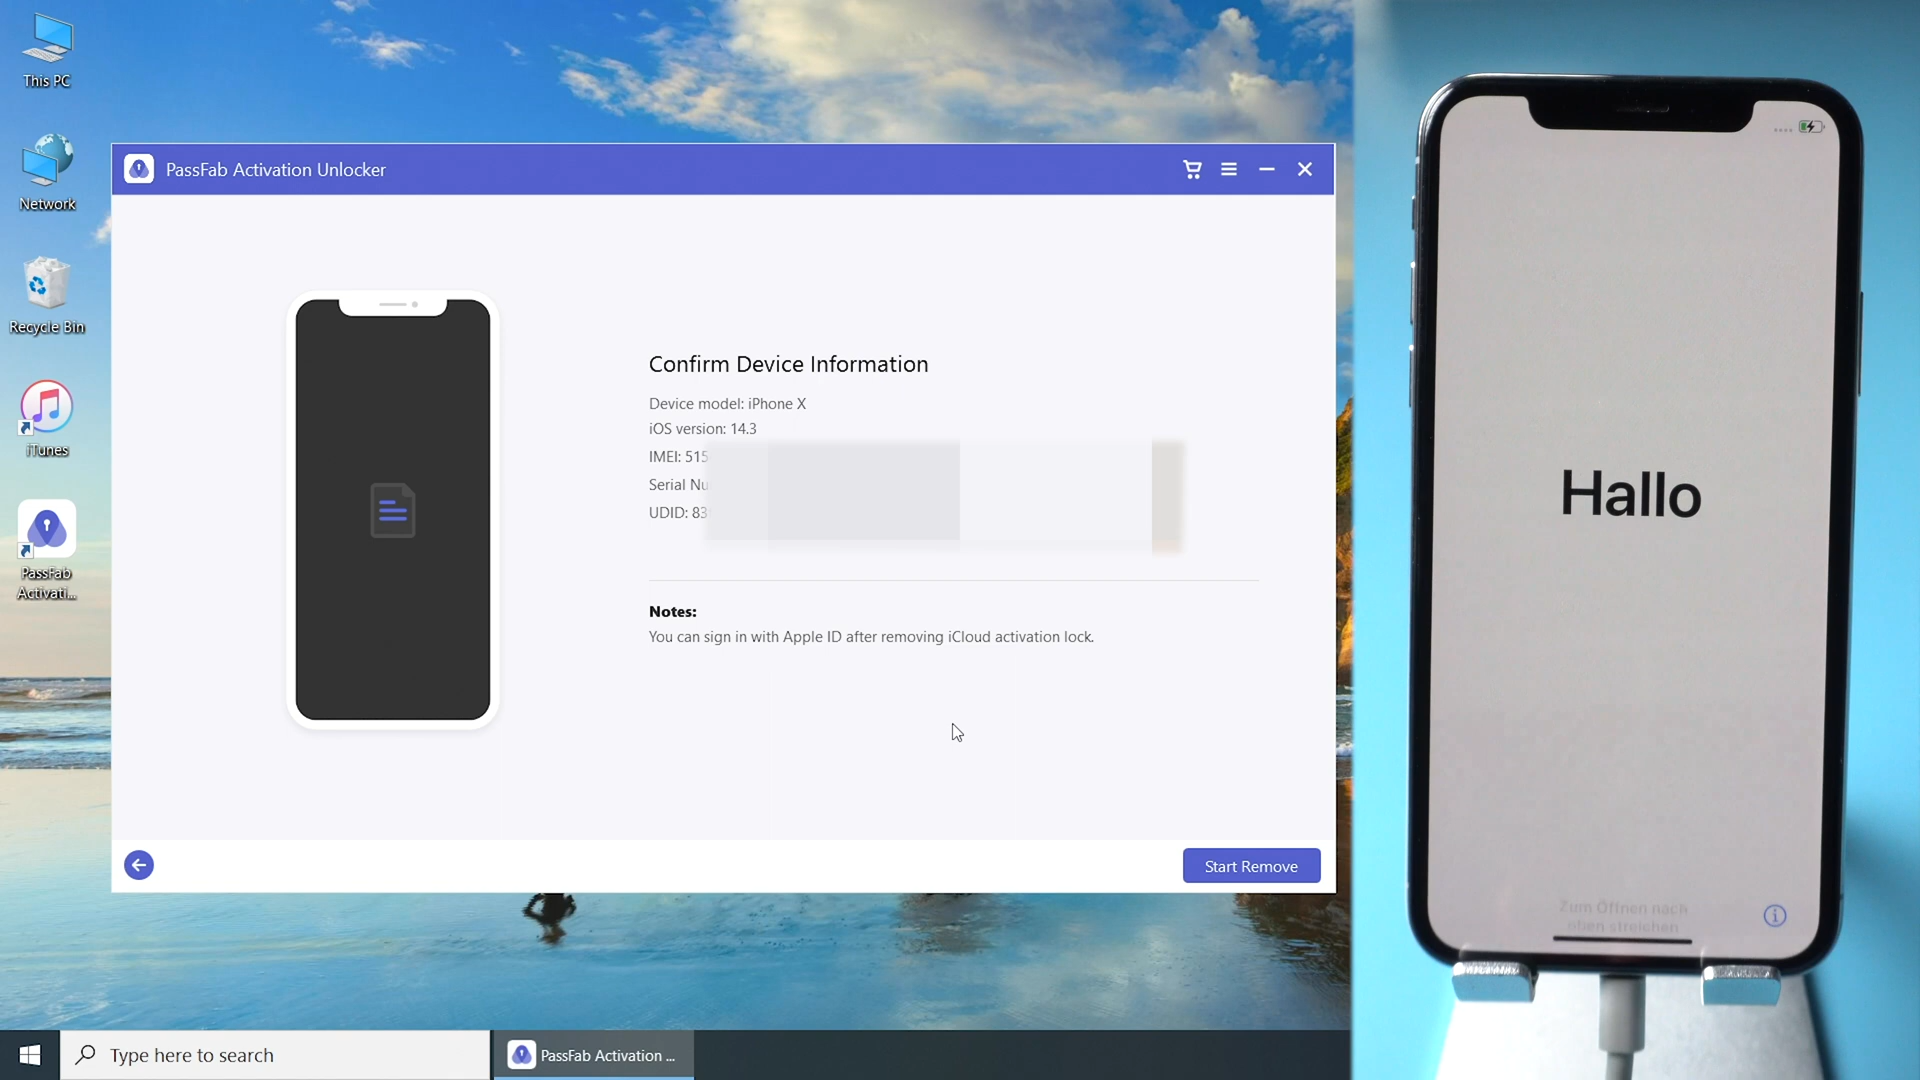 This PC
Network
Recycle Bin
iTunes
PassFab
Activati...
PassFab Activation Unlocker
Confirm Device Information
Device model: iPhone X
iOS version: 14.3
IMEI: 515
Serial Nu
UDID: 83
Notes:
You can sign in with Apple ID after removing iCloud activation lock.
Start Remove
Type here to search
PassFab Activation ...
Hallo
Zum Öffnen nach
oben streichen